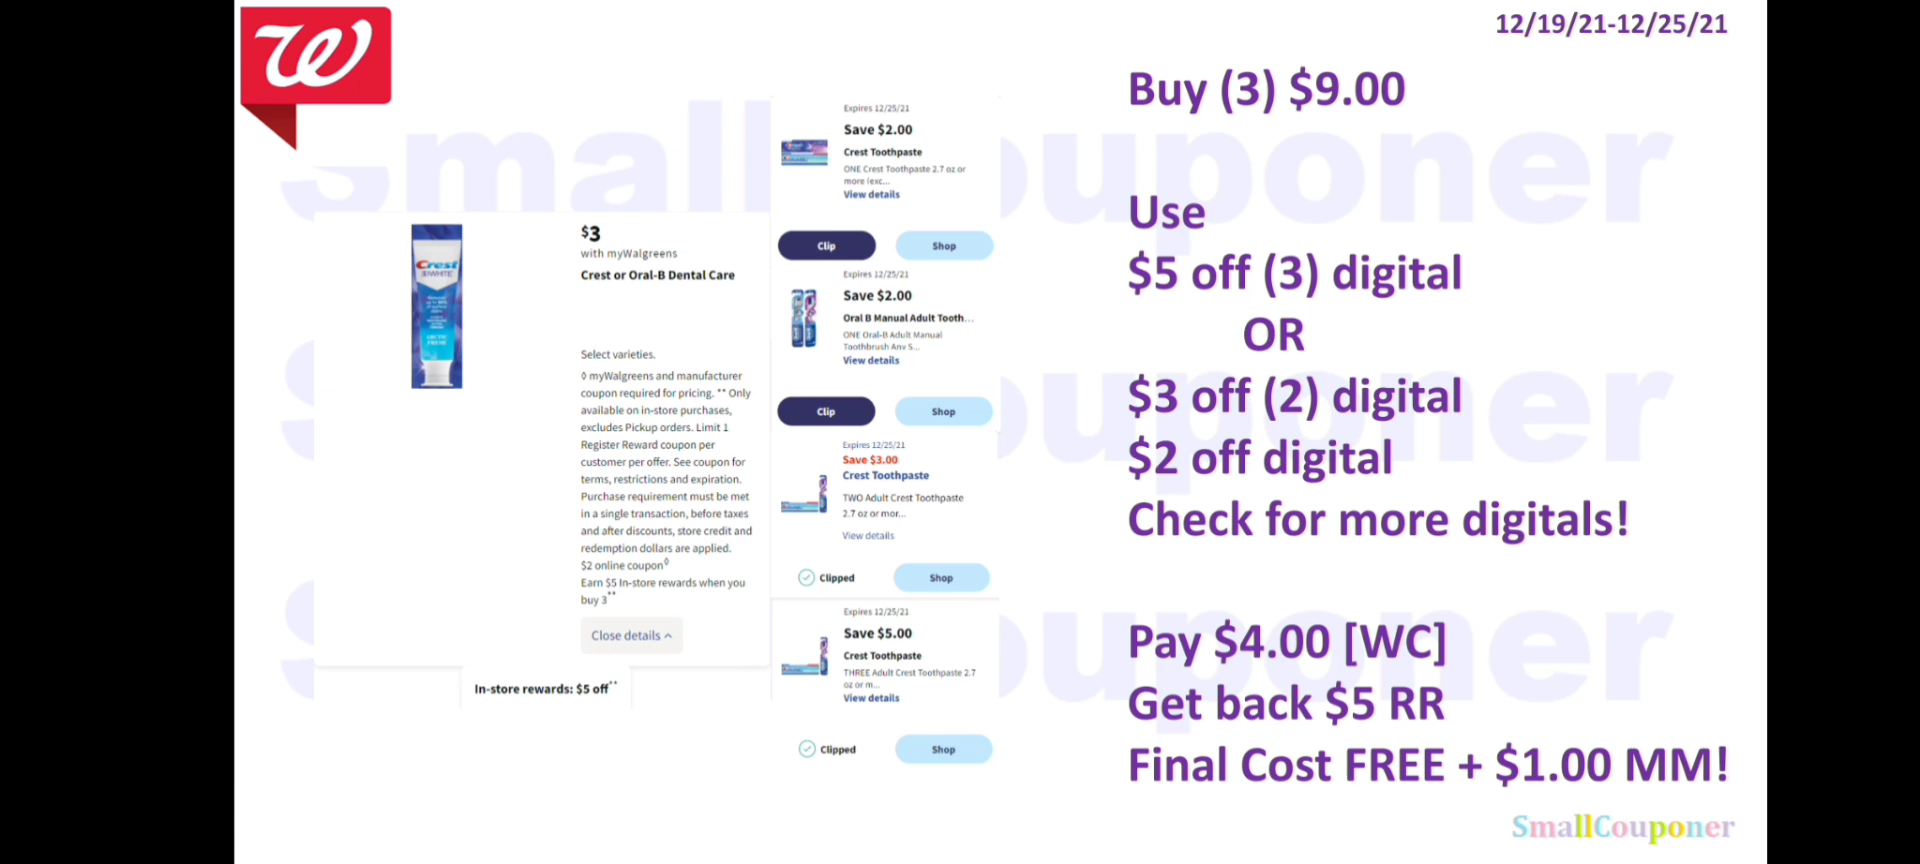 12/19/21-12/25/21
W
Buy (3) $9.00
Use
$5 off (3) digital
OR
$3 off (2) digital
$2 off digital
Check for more digitals!
Pay $4.00 [WC]
Get back $5 RR
Final Cost FREE + $1.00 MM!
SmallCouponer
$3
with myWalgreens
Crest or Oral-B Dental Care
Select varieties.
◊ myWalgreens and manufacturer
coupon required for pricing. ** Only
available on in-store purchases,
excludes Pickup orders. Limit 1
Register Reward coupon per
customer per offer. See coupon for
terms, restrictions and expiration.
Purchase requirement must be met
in a single transaction, before taxes
and after discounts, store credit and
redemption dollars are applied.
$2 online coupon◊
Earn $5 In-store rewards when you
buy 3**
Close details
In-store rewards: $5 off**
Crest
3DWHITE
ARCTIC
FRESH
Expires 12/25/21
Save $2.00
Crest Toothpaste
ONE Crest Toothpaste 2.7 oz or
more (exc...
View details
Clip
Shop
Expires 12/25/21
Save $2.00
Oral B Manual Adult Tooth...
ONE Oral-B Adult Manual
Toothbrush Any S...
View details
Clip
Shop
Expires 12/25/21
Save $3.00
Crest Toothpaste
TWO Adult Crest Toothpaste
2.7 oz or mor...
View details
Clipped
Shop
Expires 12/25/21
Save $5.00
Crest Toothpaste
THREE Adult Crest Toothpaste 2.7
oz or m...
View details
Clipped
Shop